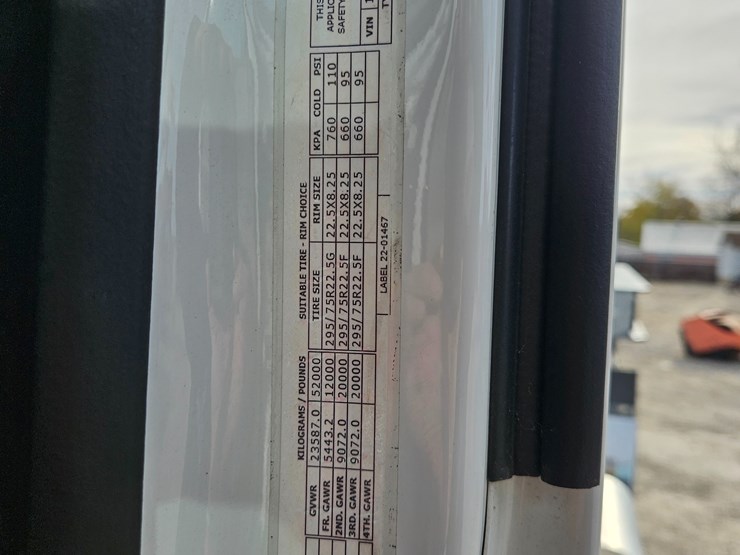 KILOGRAMS / POUNDS SUITABLE TIRE - RIM CHOICE
GVWR 23587.0 52000 TIRE SIZE RIM SIZE KPA COLD PSI
FR. GAWR 5443.2 12000 295/75R22.5G 22.5X8.25 760 110
2ND. GAWR 9072.0 20000 295/75R22.5F 22.5X8.25 660 95
3RD. GAWR 9072.0 20000 295/75R22.5F 22.5X8.25 660 95
4TH. GAWR
LABEL 22-01467
THIS
SAFETY
VIN